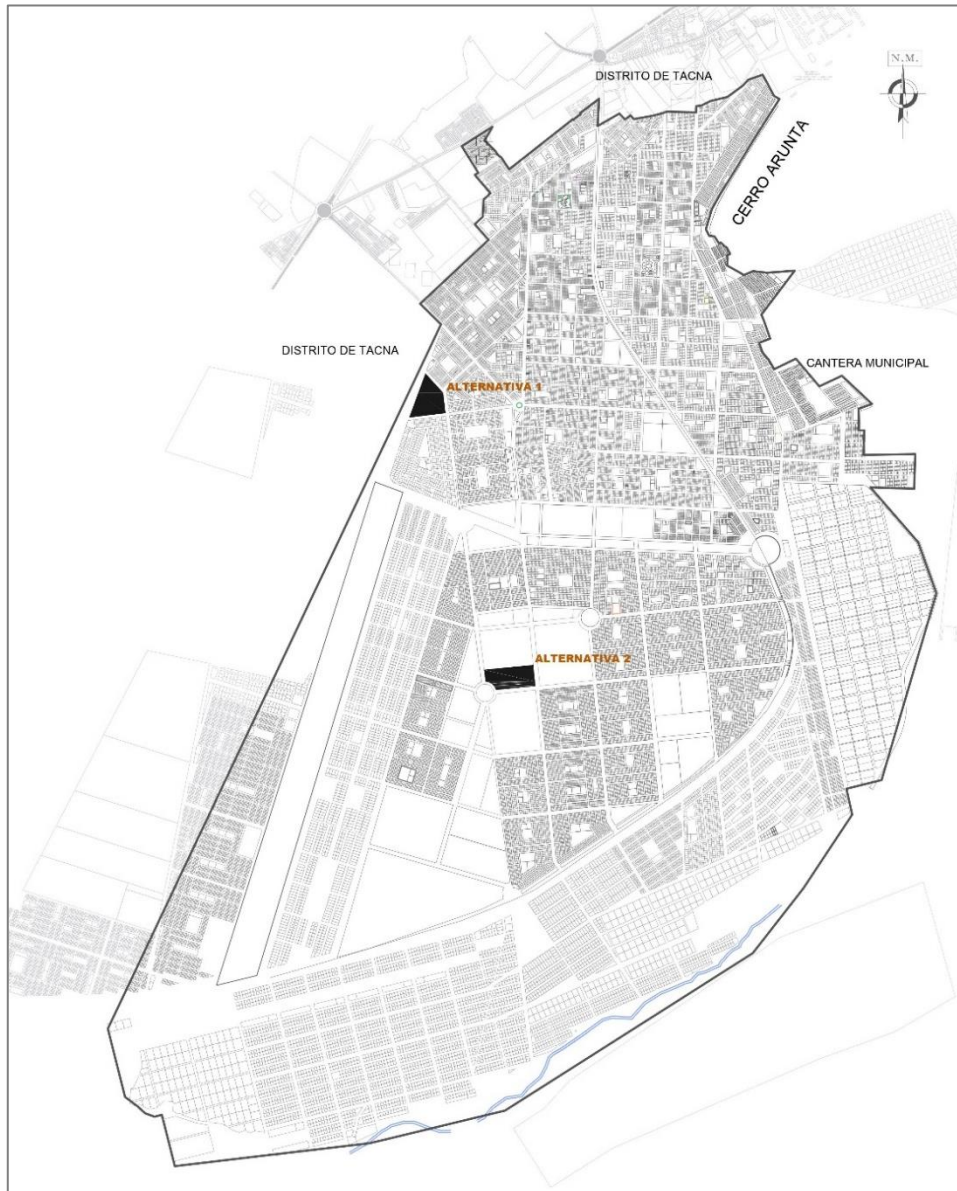 DISTRITO DE TACNA
N.M.
CERRO ARUNTA
DISTRITO DE TACNA
CANTERA MUNICIPAL
ALTERNATIVA 1
ALTERNATIVA 2